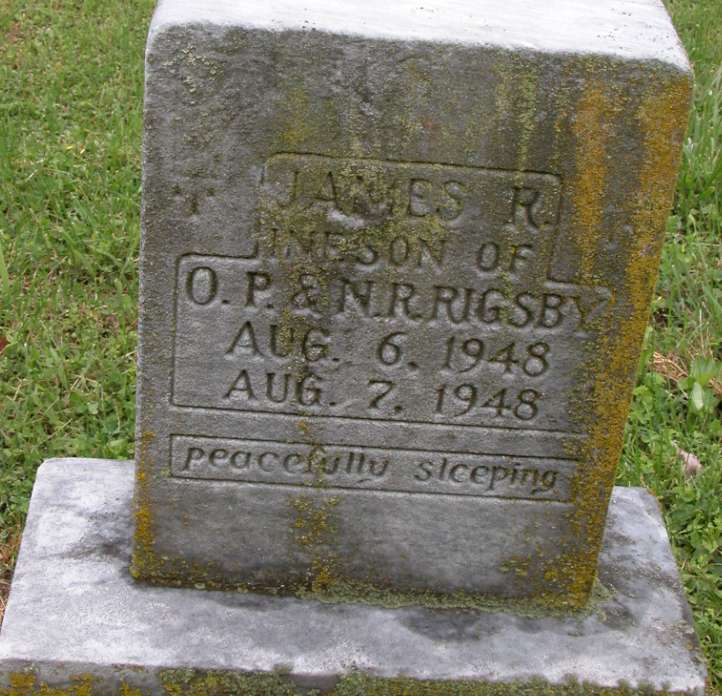 JAMES R.
INF. SON OF
O. P. & N. R. RIGSBY
AUG. 6, 1948
AUG. 7, 1948
peacefully sleeping